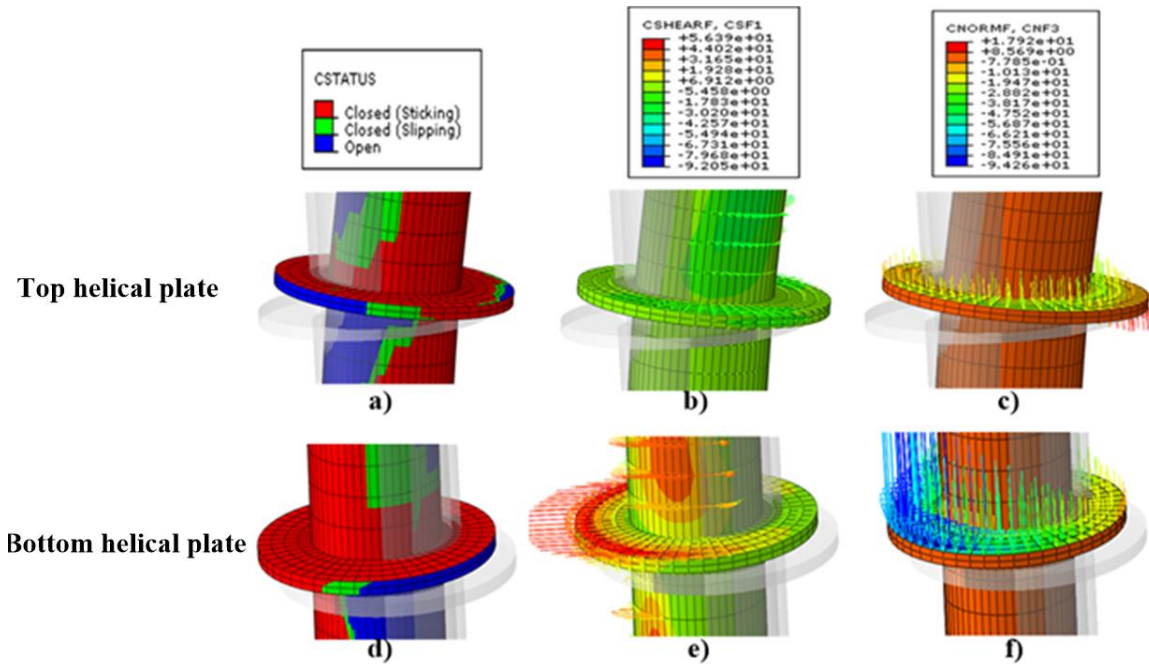 CSTATUS
Closed (Sticking)
Closed (Slipping)
Open
CSHEARF, CSF1
+5.639e+01
+4.402e+01
+3.165e+01
+1.928e+01
+6.912e+00
-5.458e+00
-1.783e+01
-3.020e+01
-4.257e+01
-5.494e+01
-6.731e+01
-7.968e+01
-9.205e+01
CNORMF, CNF3
+1.792e+01
+8.569e+00
-7.785e-01
-1.013e+01
-1.947e+01
-2.882e+01
-3.817e+01
-4.752e+01
-5.687e+01
-6.621e+01
-7.556e+01
-8.491e+01
-9.426e+01
Top helical plate
a)
b)
c)
Bottom helical plate
d)
e)
f)